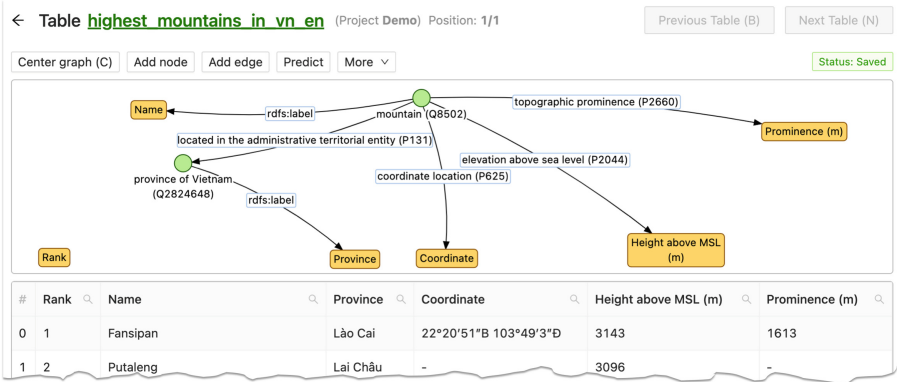 ← Table highest_mountains_in_vn_en (Project Demo) Position: 1/1 Previous Table (B) Next Table (N)
Center graph (C) Add node Add edge Predict More Status: Saved
Name
rdfs:label
mountain (Q8502)
topographic prominence (P2660)
Prominence (m)
located in the administrative territorial entity (P131)
elevation above sea level (P2044)
province of Vietnam
(Q2824648)
coordinate location (P625)
rdfs:label
Rank
Province
Coordinate
Height above MSL
(m)
# Rank Name Province Coordinate Height above MSL (m) Prominence (m)
0 1 Fansipan Lào Cai 22°20′51″B 103°49′3″Đ 3143 1613
1 2 Putaleng Lai Châu - 3096 -